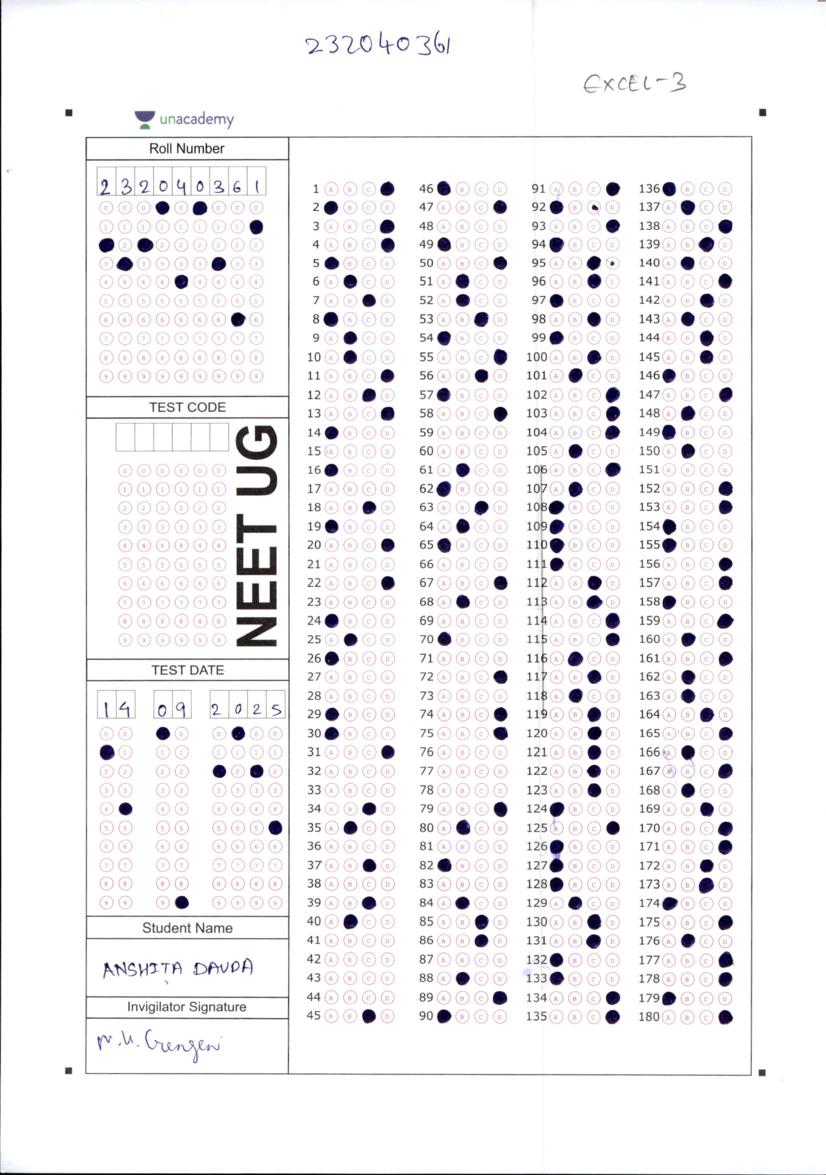 232040361
EXCEL-3
unacademy
Roll Number
2 3 2 0 4 0 3 6 1
TEST CODE
NEET UG
TEST DATE
14 09 2025
Student Name
ANSHITA DAVDA
Invigilator Signature
1 A B C 46 B C D 91 A B C 136 B C D
2 B C D 47 A B C 92 B D 137 A C D
3 A B C 48 A B C D 93 A B C 138 A B C
4 A B C 49 B C D 94 B C D 139 A B D
5 B C D 50 A B C 95 A B 140 A C D
6 A C D 51 A C D 96 A B D 141 A B C
7 A B D 52 A C D 97 B C D 142 A B D
8 B C D 53 A B D 98 A B D 143 A C D
9 A C D 54 B C D 99 B C D 144 A B D
10 A C D 55 A B C 100 A B D 145 A B D
11 A B C 56 A B D 101 A C D 146 B C D
12 A B D 57 B C D 102 A B C 147 A B C
13 A B C 58 A B C 103 A B C 148 A C D
14 B C D 59 A B C D 104 A B C 149 B C D
15 A B C D 60 A B C D 105 A C D 150 A C D
16 B C D 61 A C D 106 A B C 151 A B C D
17 A B C D 62 B C D 107 A C D 152 A B C
18 A B D 63 A B D 108 B C D 153 A B C
19 B C D 64 A C D 109 B C D 154 B C D
20 A B C 65 B C D 110 B C D 155 B C D
21 A B C D 66 A B C D 111 B C D 156 A B C
22 A B C 67 A B C 112 A B D 157 A B C
23 A B C D 68 A C D 113 A B D 158 B C D
24 B C D 69 A B C D 114 A B C 159 A B C
25 A C D 70 B C D 115 A B C 160 A C D
26 B C D 71 A B C D 116 A C D 161 A B C
27 A B C D 72 A B C 117 A B D 162 A C D
28 A B C D 73 A B C D 118 A C D 163 A C D
29 B C D 74 A B C 119 A B D 164 A B D
30 B C D 75 A B C 120 A B D 165 A B C
31 A B C 76 A B C D 121 A B D 166 A C D
32 A B C D 77 A B C D 122 A B D 167 A B C
33 A B C D 78 A B C D 123 A B D 168 A C D
34 A B D 79 A B C 124 B C D 169 A B D
35 A C D 80 A C D 125 A B C 170 A B C
36 A B C D 81 A B C D 126 B C D 171 A B C
37 A B D 82 B C D 127 B C D 172 A B D
38 A B C D 83 A B C D 128 B C D 173 A B D
39 A B D 84 A C D 129 A C D 174 B C D
40 A C D 85 A B D 130 A B D 175 A B C
41 A B C D 86 A B D 131 A B D 176 A C D
42 A B C D 87 A B C D 132 B C D 177 A B C
43 A B C D 88 A C D 133 B C D 178 A B C
44 A B C D 89 A B C 134 A B C 179 B C D
45 A B D 90 B C D 135 A B C 180 A B C